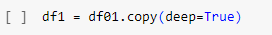 [ ] df1 = df01.copy(deep=True)